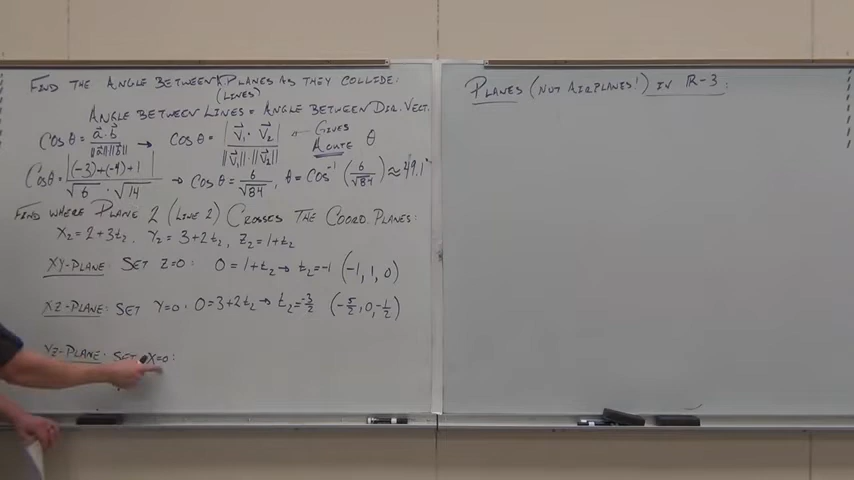 FIND THE ANGLE BETWEEN PLANES AS THEY COLLIDE:
(LINES)
ANGLE BETWEEN LINES = ANGLE BETWEEN DIR. VECT.
COS θ = a⃗·b⃗ / ||a⃗|| ||b⃗|| → COS θ = |V⃗₁ · V⃗₂| / ||V⃗₁||·||V⃗₂|| GIVES ACUTE θ
COS θ = |(-3)+(-4)+1| / √6 · √14 → COS θ = 6/√84, θ = COS⁻¹ (6/√84) ≈ 49.1°
FIND WHERE PLANE 2 (LINE 2) CROSSES THE COORD. PLANES:
X₂ = 2+3t₂, Y₂ = 3+2t₂, Z₂ = 1+t₂
XY-PLANE: SET Z=0: 0 = 1+t₂ → t₂ = -1 (-1, 1, 0)
XZ-PLANE: SET Y=0: 0 = 3+2t₂ → t₂ = -3/2 (-5/2, 0, -1/2)
YZ-PLANE: SET X=0:
PLANES (NOT AIRPLANES!) IN R-3: